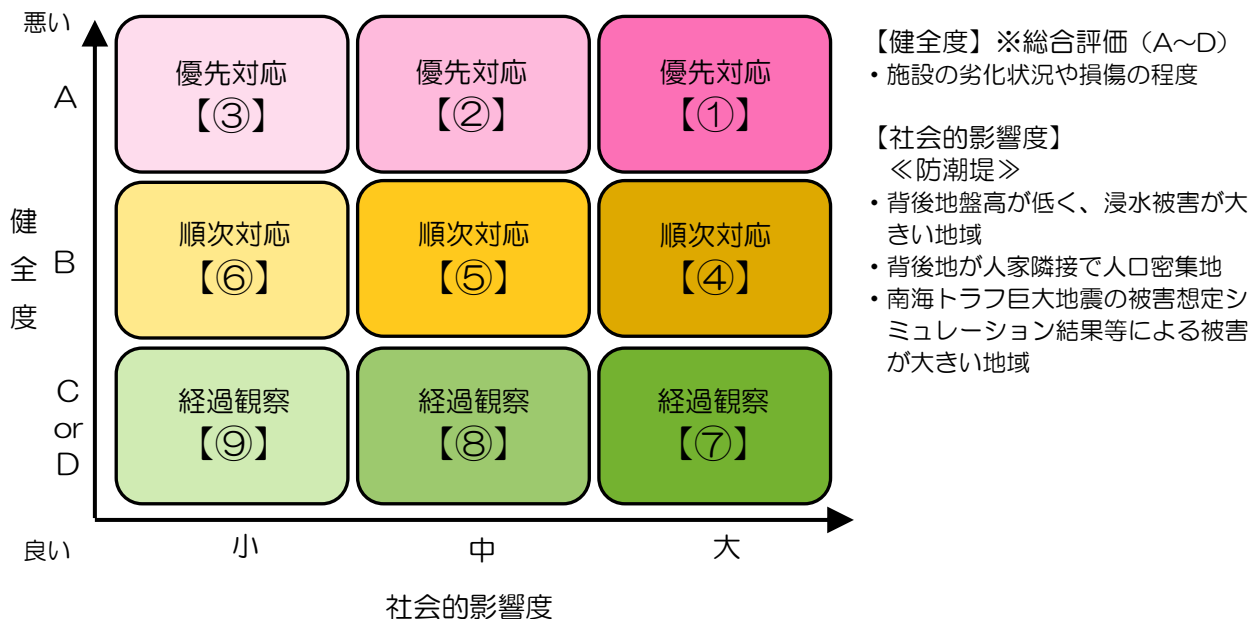 悪い
A
優先対応
【③】
優先対応
【②】
優先対応
【①】
健
全
度
B
順次対応
【⑥】
順次対応
【⑤】
順次対応
【④】
C
or
D
経過観察
【⑨】
経過観察
【⑧】
経過観察
【⑦】
良い
小
中
大
社会的影響度
【健全度】※総合評価（A～D）
・施設の劣化状況や損傷の程度
【社会的影響度】
≪防潮堤≫
・背後地盤高が低く、浸水被害が大
きい地域
・背後地が人家隣接で人口密集地
・南海トラフ巨大地震の被害想定シ
ミュレーション結果等による被害
が大きい地域